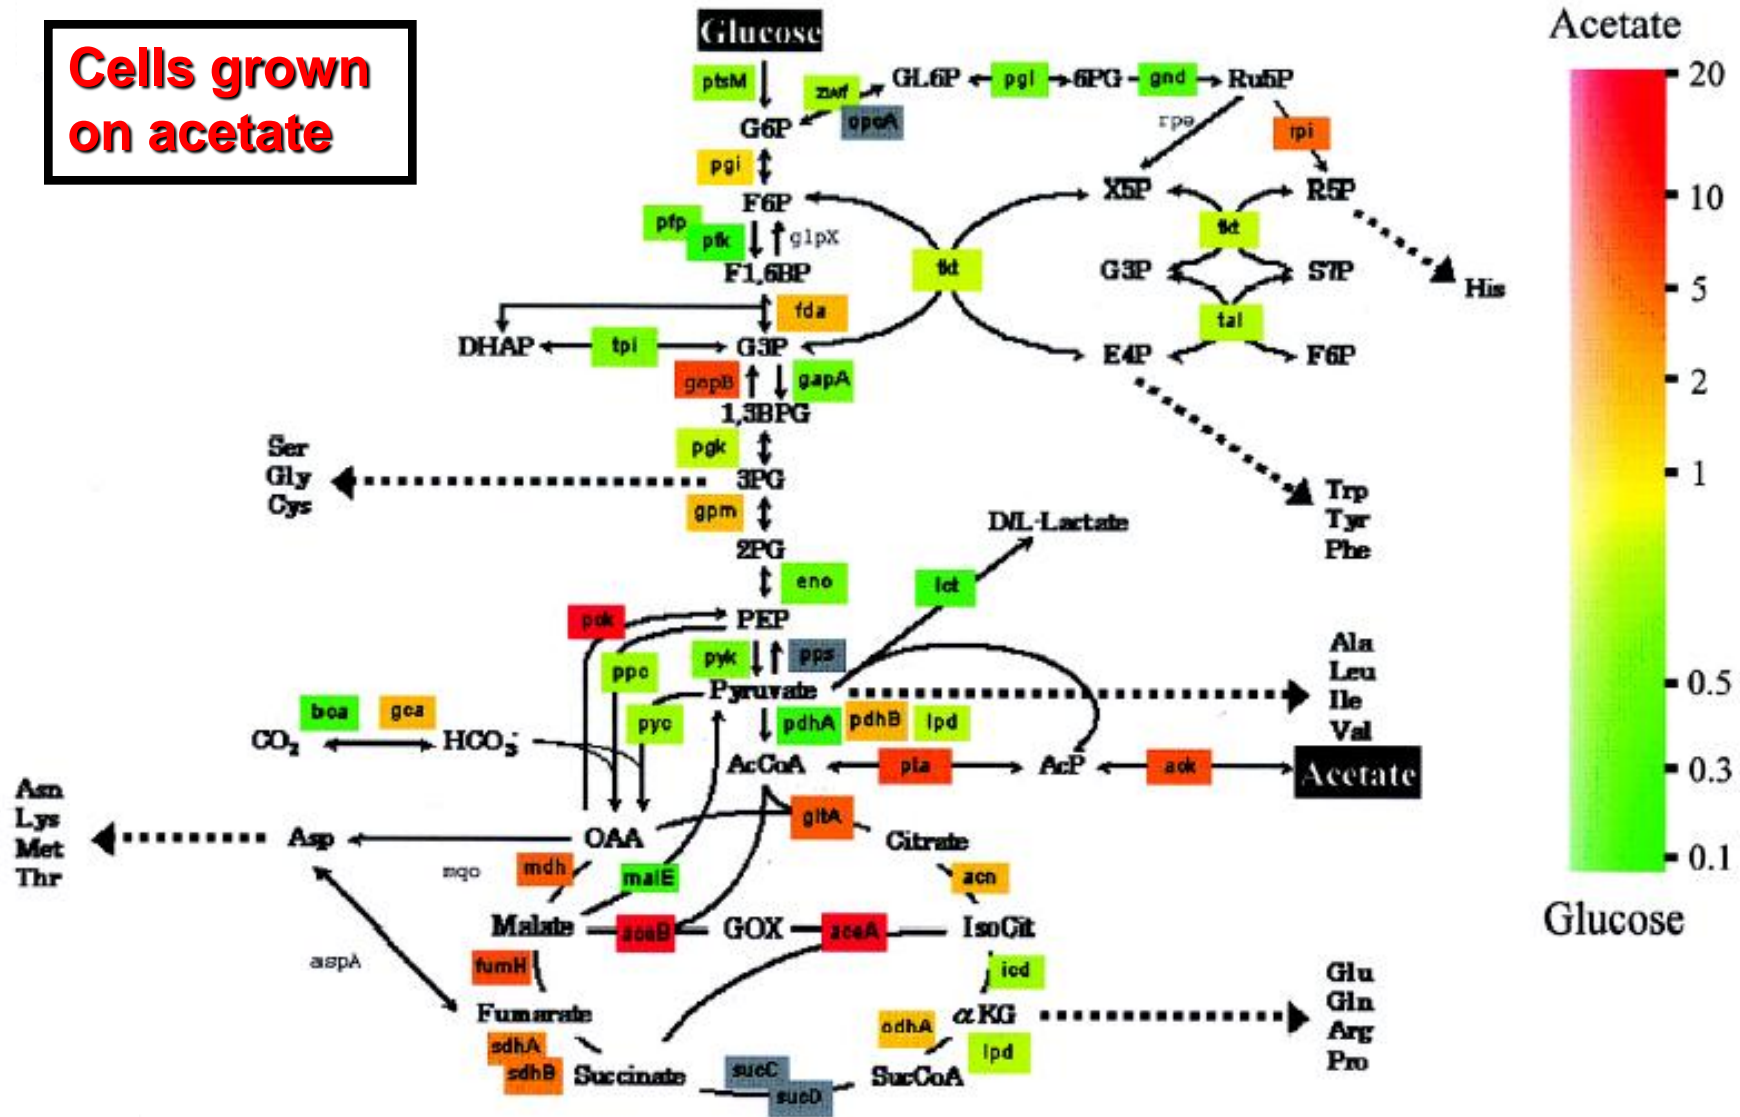 Cells grown
on acetate
Glucose
ptsM
zwf
opcA
GL6P
pgl
6PG
gnd
Ru5P
G6P
rpe
rpi
pgi
F6P
X5P
R5P
pfp
pfk
glpX
tkt
tkt
F1,6BP
G3P
S7P
His
fda
tal
DHAP
tpi
G3P
E4P
F6P
gapB
gapA
1,3BPG
Ser
Gly
Cys
pgk
3PG
gpm
Trp
Tyr
Phe
D/L-Lactate
2PG
eno
lct
pck
PEP
ppc
pyk
pps
Ala
Leu
Ile
Val
Pyruvate
bca
gca
pyc
pdhA
pdhB
lpd
CO2
HCO3-
AcCoA
pta
AcP
ack
Acetate
Asn
Lys
Met
Thr
Asp
OAA
gltA
Citrate
mqo
mdh
malE
acn
Malate
aceB
GOX
aceA
IsoCit
aspA
fumH
icd
Glu
Gln
Arg
Pro
Fumarate
odhA
αKG
lpd
sdhA
sdhB
Succinate
sucC
sucD
SucCoA
Acetate
20
10
5
2
1
0.5
0.3
0.1
Glucose